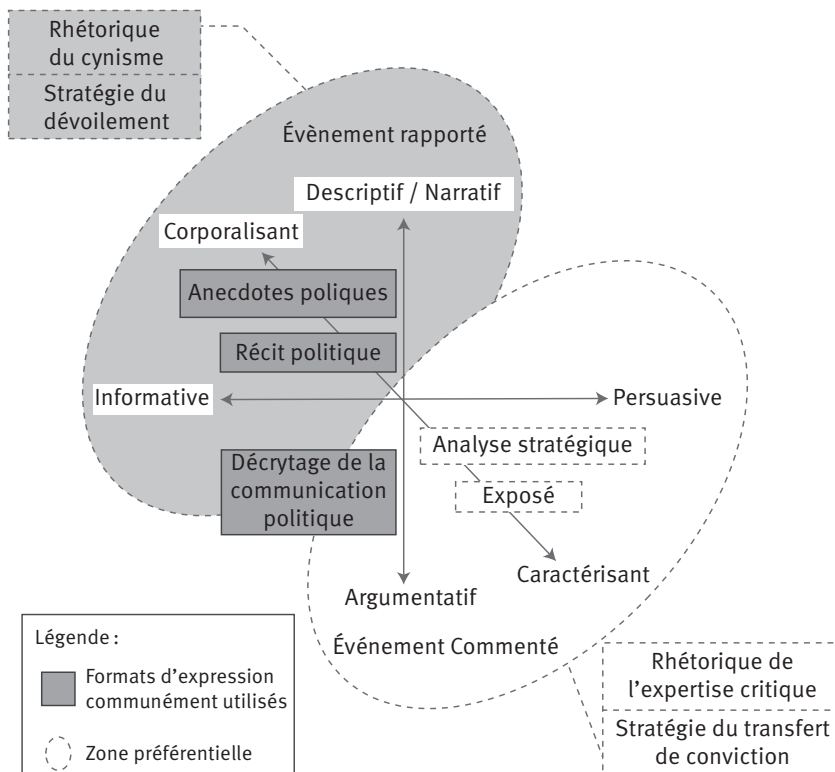 Rhétorique
du cynisme
Stratégie du
dévoilement
Évènement rapporté
Descriptif / Narratif
Corporalisant
Anecdotes poliques
Récit politique
Informative
Persuasive
Analyse stratégique
Décrytage de la
communication
politique
Exposé
Caractérisant
Argumentatif
Événement Commenté
Légende :
Formats d'expression
communément utilisés
Zone préférentielle
Rhétorique de
l'expertise critique
Stratégie du transfert
de conviction